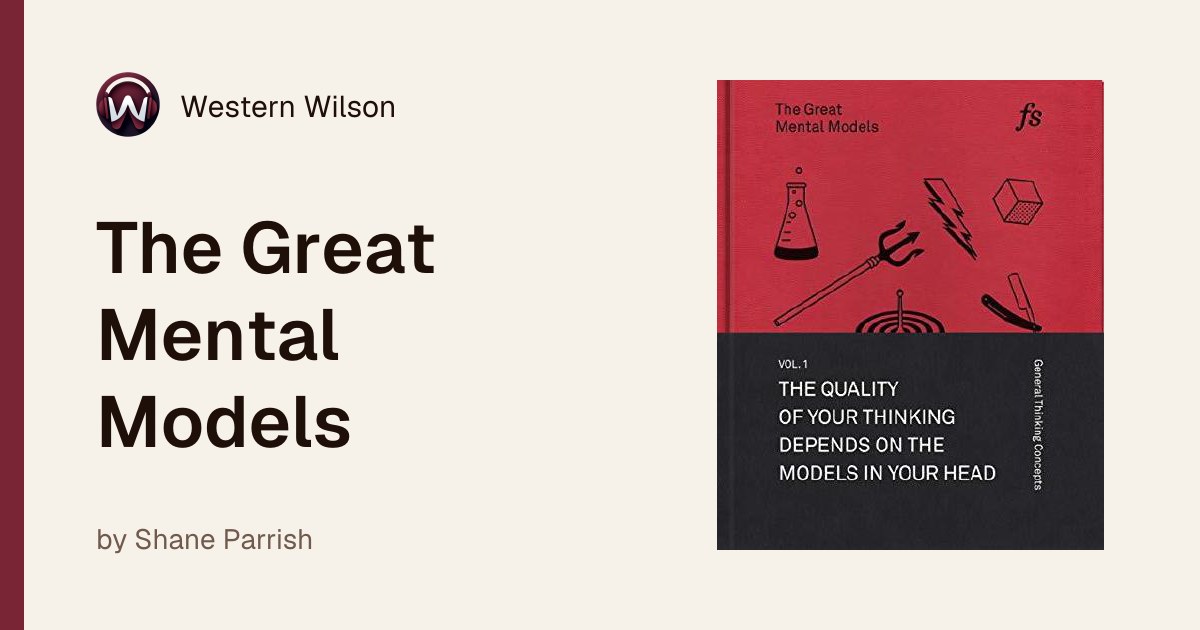 Western Wilson
The Great
Mental
Models
by Shane Parrish
The Great
Mental Models
fs
VOL.1
THE QUALITY
OF YOUR THINKING
DEPENDS ON THE
MODELS IN YOUR HEAD
General Thinking Concepts